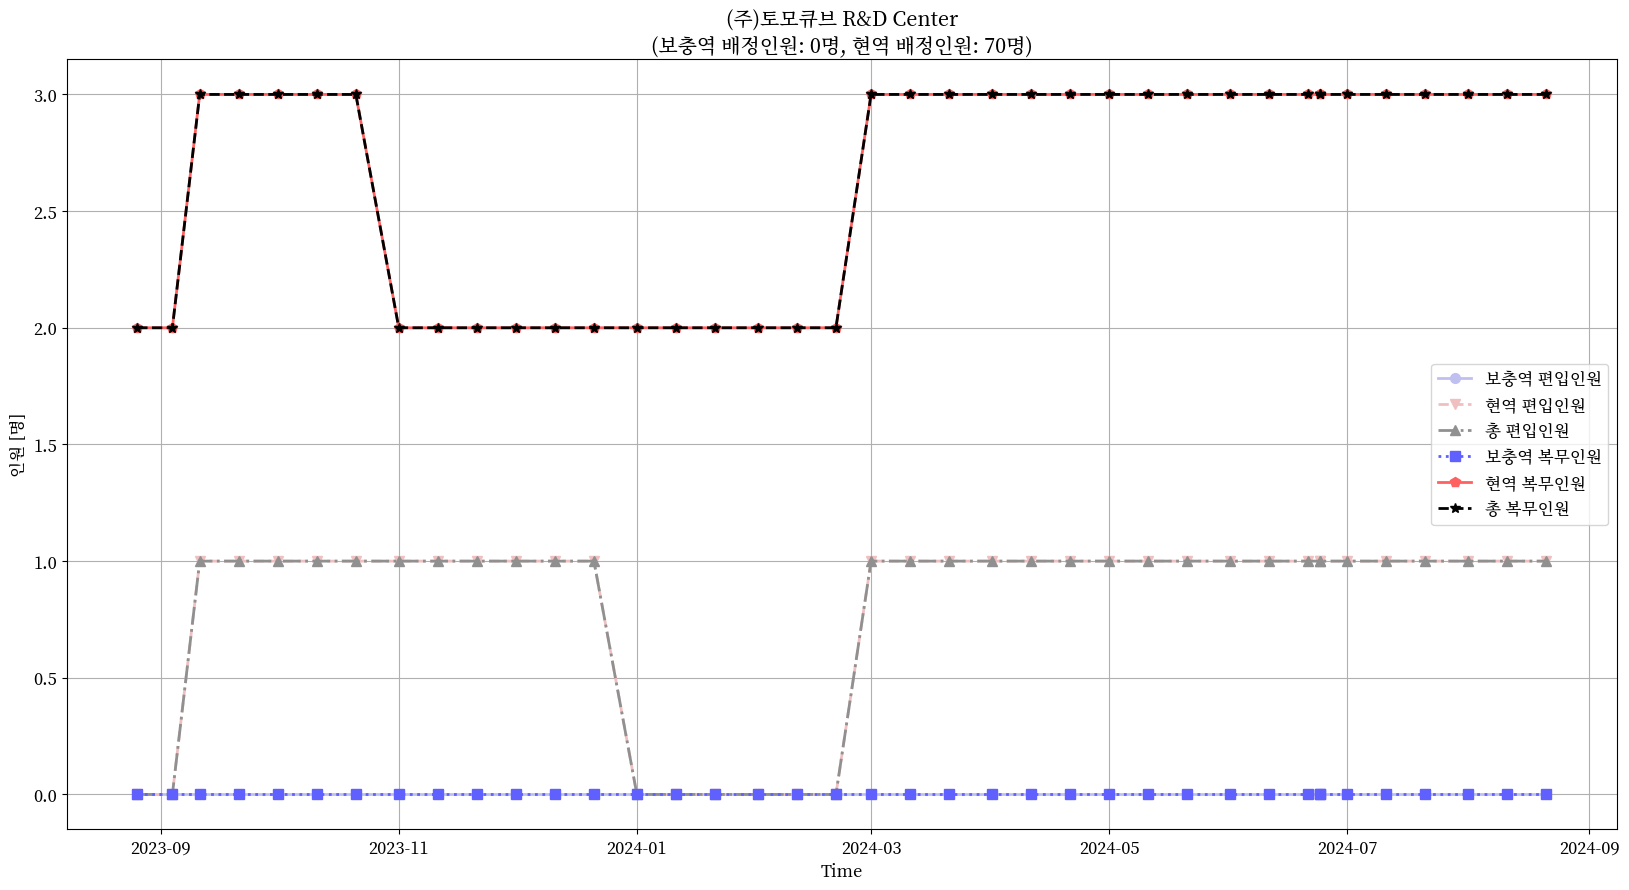 (주)토모큐브 R&D Center
(보충역 배정인원: 0명, 현역 배정인원: 70명)
3.0
2.5
2.0
1.5
1.0
0.5
0.0
인원 [명]
보충역 편입인원
현역 편입인원
총 편입인원
보충역 복무인원
현역 복무인원
총 복무인원
2023-09
2023-11
2024-01
2024-03
2024-05
2024-07
2024-09
Time